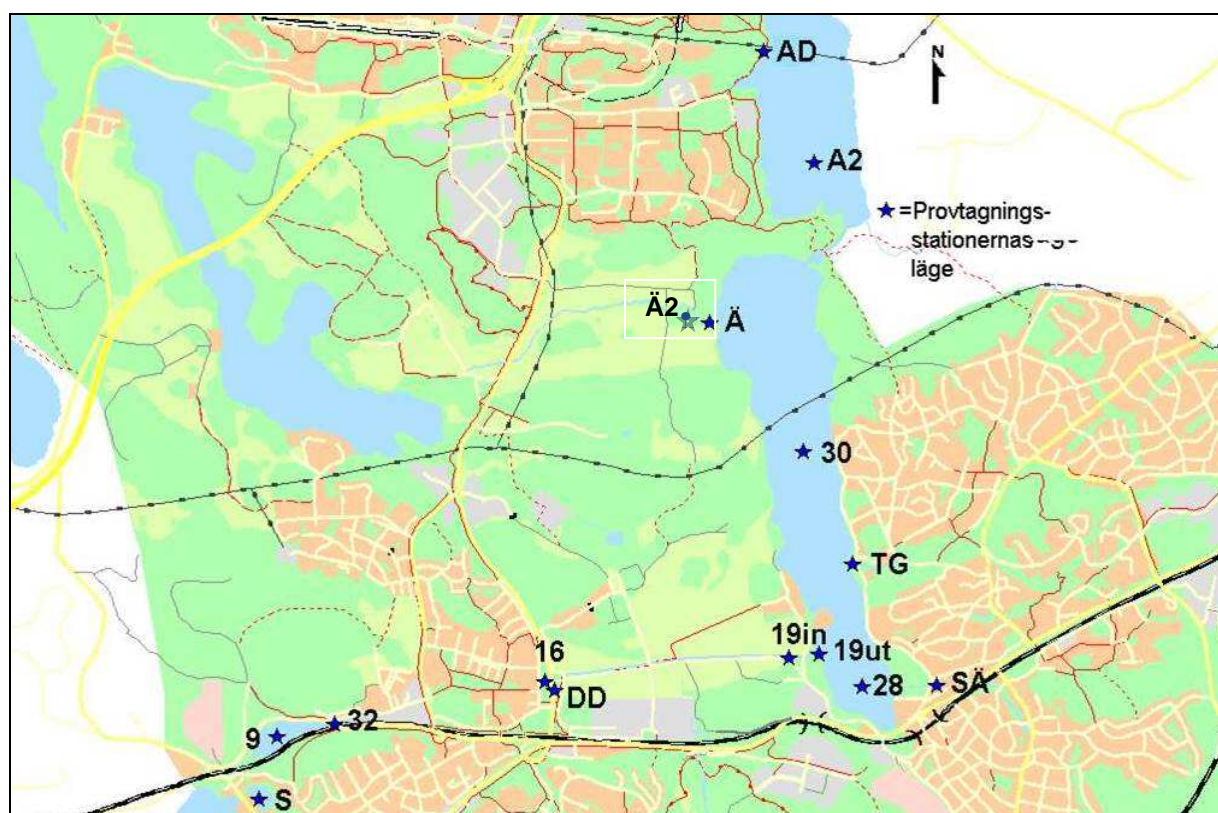 AD
N
A2
=Provtagnings-
stationernas
läge
Ä2
Ä
30
TG
19in
19ut
16
DD
28
SÄ
32
9
S